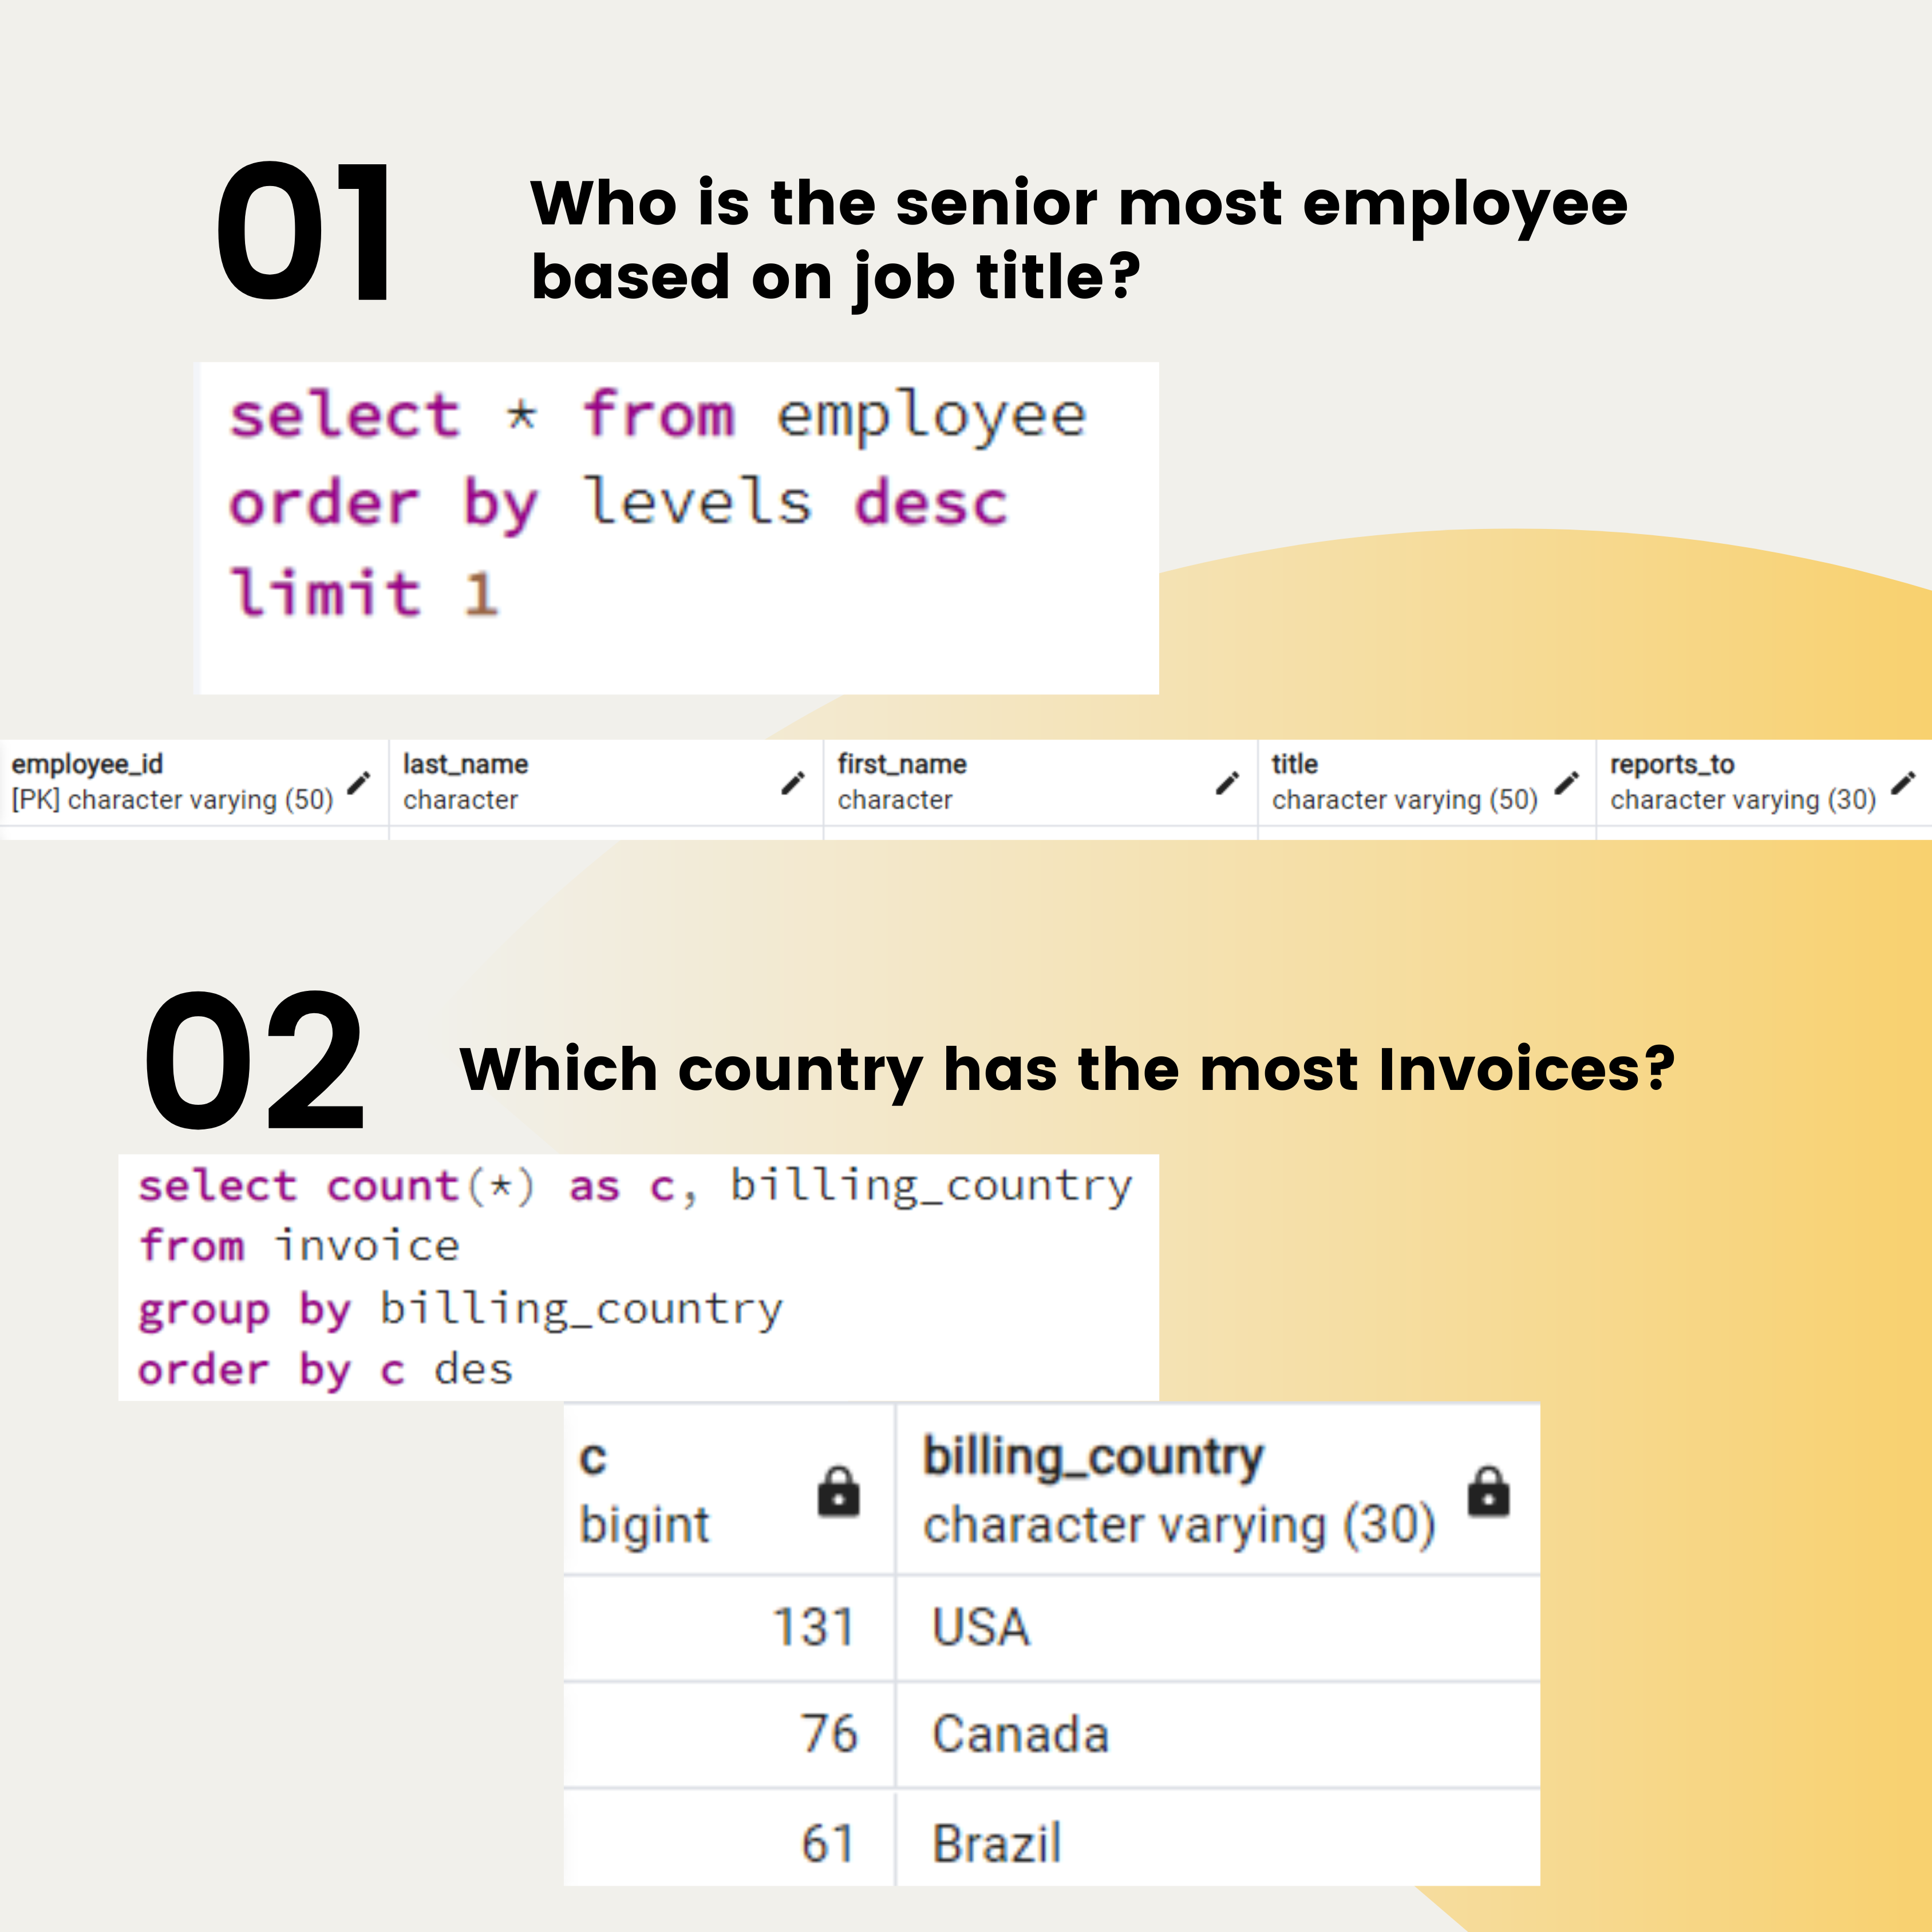 01
Who is the senior most employee
based on job title?
select * from employee
order by levels desc
limit 1
employee_id last_name first_name title reports_to
[PK] character varying (50) character character character varying (50) character varying (30)
02
Which country has the most Invoices?
select count(*) as c, billing_country
from invoice
group by billing_country
order by c des
c billing_country
bigint character varying (30)
131 USA
76 Canada
61 Brazil